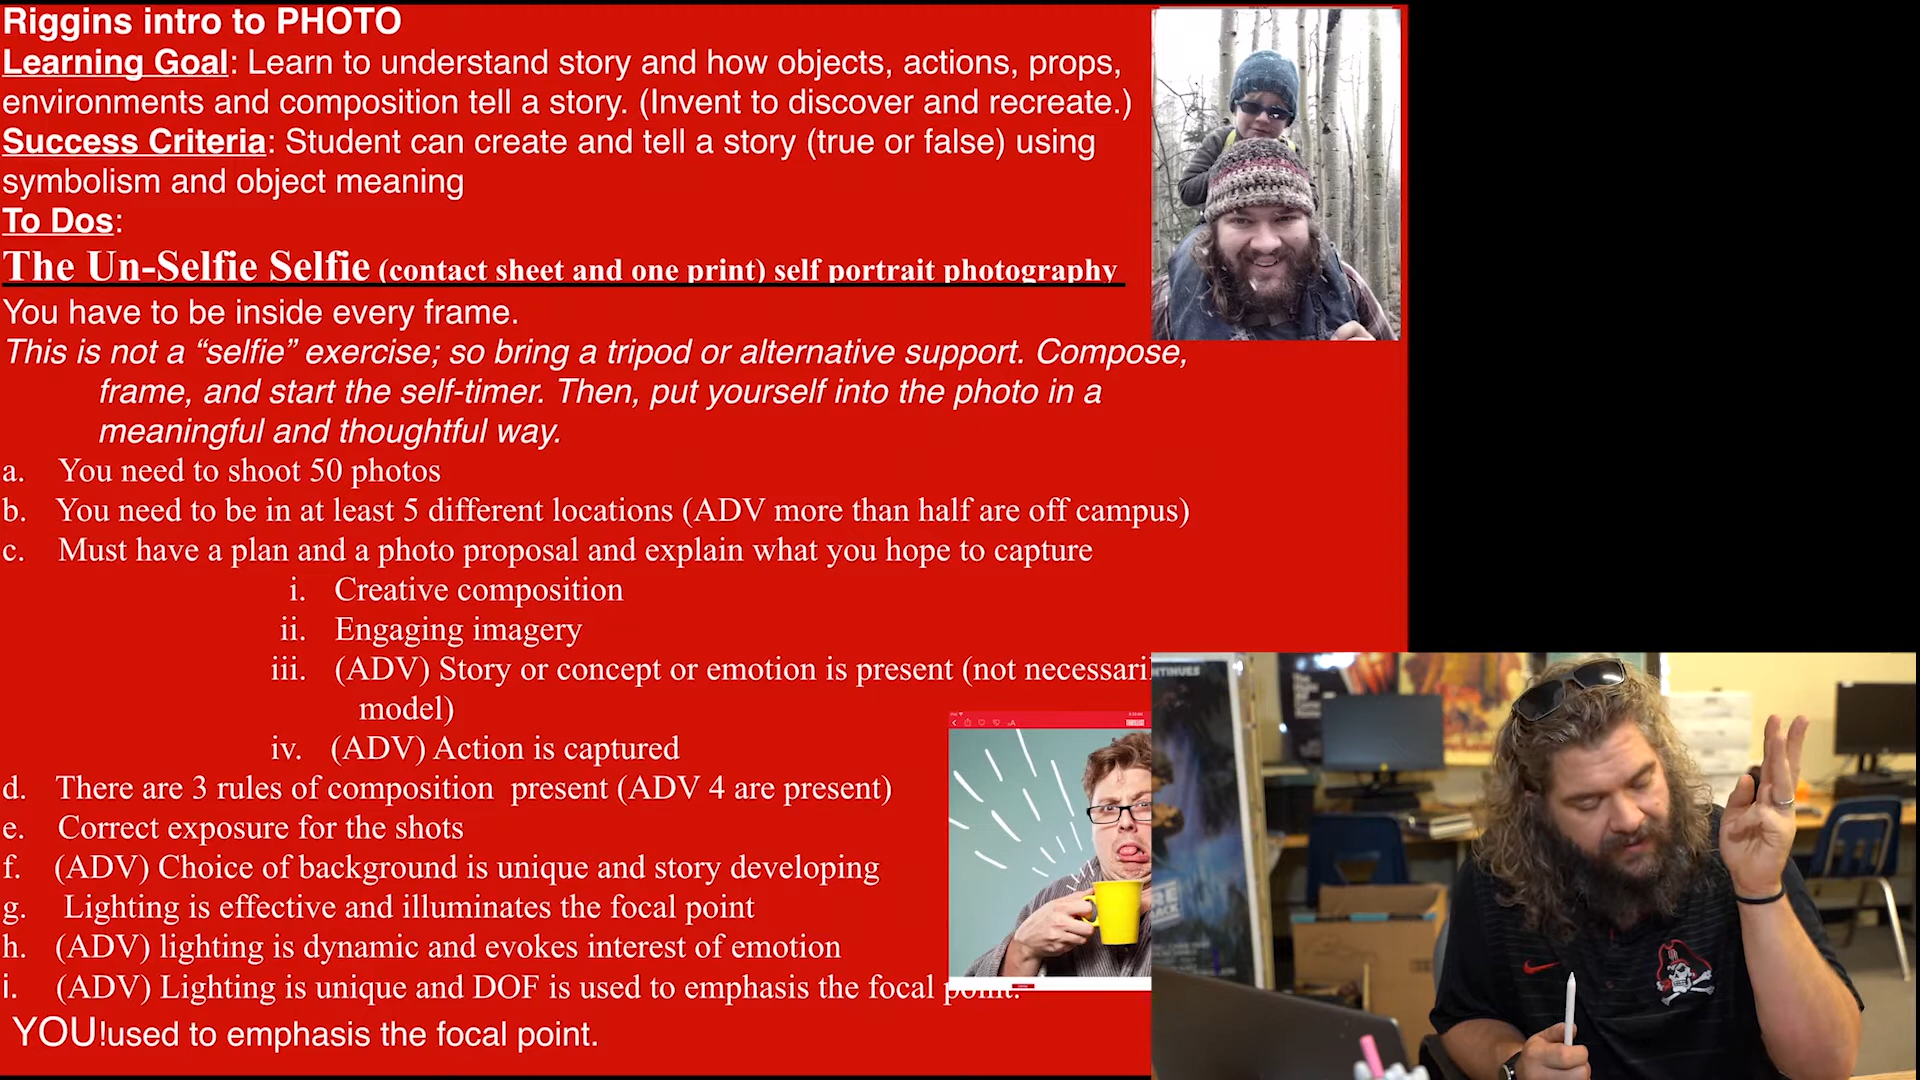 Riggins intro to PHOTO
Learning Goal: Learn to understand story and how objects, actions, props,
environments and composition tell a story. (Invent to discover and recreate.)
Success Criteria: Student can create and tell a story (true or false) using
symbolism and object meaning
To Dos:
The Un-Selfie Selfie (contact sheet and one print) self portrait photography
You have to be inside every frame.
This is not a “selfie” exercise; so bring a tripod or alternative support. Compose,
frame, and start the self-timer. Then, put yourself into the photo in a
meaningful and thoughtful way.
a. You need to shoot 50 photos
b. You need to be in at least 5 different locations (ADV more than half are off campus)
c. Must have a plan and a photo proposal and explain what you hope to capture
i. Creative composition
ii. Engaging imagery
iii. (ADV) Story or concept or emotion is present (not necessari
model)
iv. (ADV) Action is captured
d. There are 3 rules of composition present (ADV 4 are present)
e. Correct exposure for the shots
f. (ADV) Choice of background is unique and story developing
g. Lighting is effective and illuminates the focal point
h. (ADV) lighting is dynamic and evokes interest of emotion
i. (ADV) Lighting is unique and DOF is used to emphasis the focal point.
YOU!used to emphasis the focal point.
NTINUES